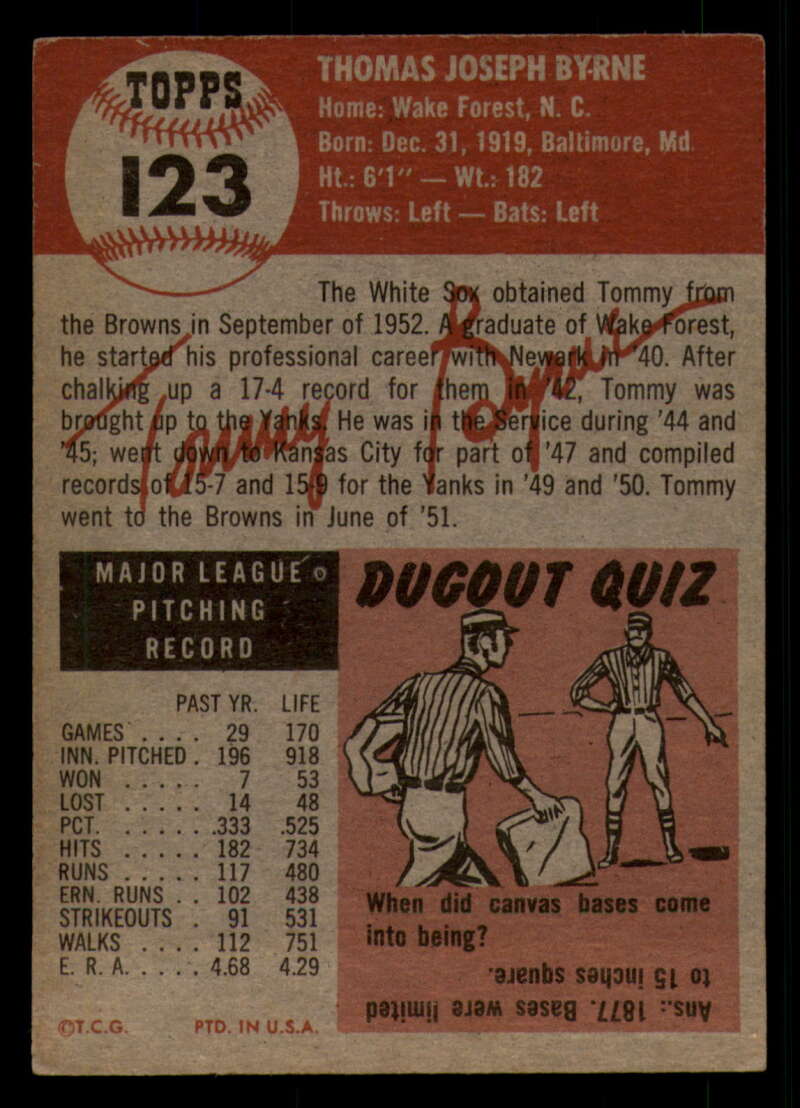 TOPPS
123
THOMAS JOSEPH BYRNE
Home: Wake Forest, N. C.
Born: Dec. 31, 1919, Baltimore, Md.
Ht.: 6'1" — Wt.: 182
Throws: Left — Bats: Left
The White Sox obtained Tommy from
the Browns in September of 1952. A graduate of Wake Forest,
he started his professional career with Newark in '40. After
chalking up a 17-4 record for them in '42, Tommy was
brought up to the Yanks. He was in the Service during '44 and
'45; went down to Kansas City for part of '47 and compiled
records of 15-7 and 15-9 for the Yanks in '49 and '50. Tommy
went to the Browns in June of '51.
Tommy Byrne
MAJOR LEAGUE
PITCHING
RECORD
PAST YR. LIFE
GAMES . . . . 29 170
INN. PITCHED . 196 918
WON . . . . . 7 53
LOST . . . . . 14 48
PCT. . . . . . .333 .525
HITS . . . . . 182 734
RUNS . . . . . 117 480
ERN. RUNS . . 102 438
STRIKEOUTS . 91 531
WALKS . . . . 112 751
E. R. A. . . . . 4.68 4.29
©T.C.G. PTD. IN U.S.A.
DUGOUT QUIZ
When did canvas bases come
into being?
Ans.: 1877. Bases were limited
to 15 inches square.